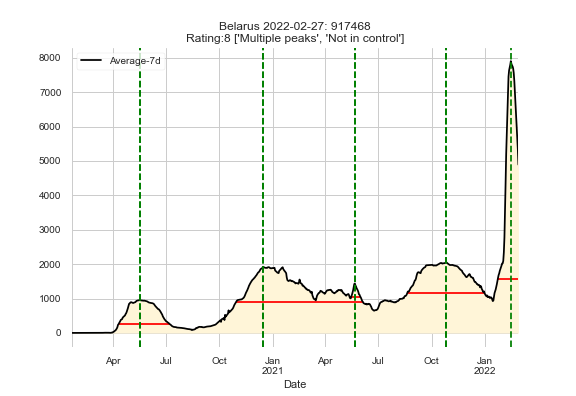 Belarus 2022-02-27: 917468
Rating:8 ['Multiple peaks', 'Not in control']
Average-7d
8000
7000
6000
5000
4000
3000
2000
1000
0
Apr Jul Oct Jan Apr Jul Oct Jan
2021 2022
Date